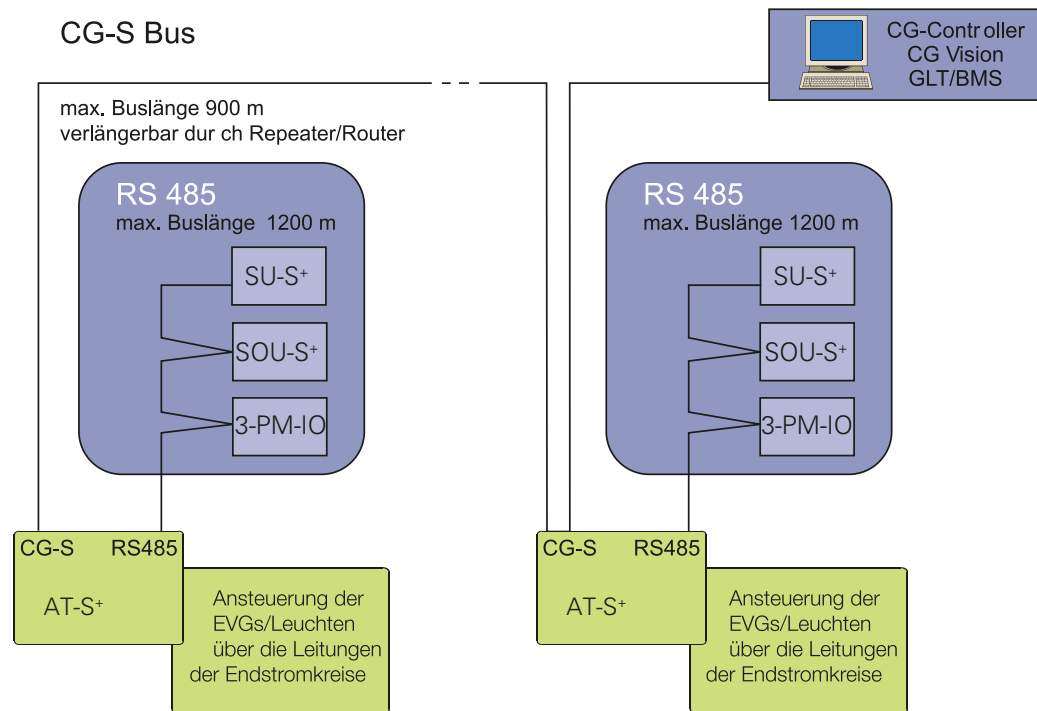 CG-S Bus
CG-Controller
CG Vision
GLT/BMS
max. Buslänge 900 m
verlängerbar dur ch Repeater/Router
RS 485
max. Buslänge 1200 m
SU-S+
SOU-S+
3-PM-IO
RS 485
max. Buslänge 1200 m
SU-S+
SOU-S+
3-PM-IO
CG-S RS485
AT-S+
Ansteuerung der
EVGs/Leuchten
über die Leitungen
der Endstromkreise
CG-S RS485
AT-S+
Ansteuerung der
EVGs/Leuchten
über die Leitungen
der Endstromkreise